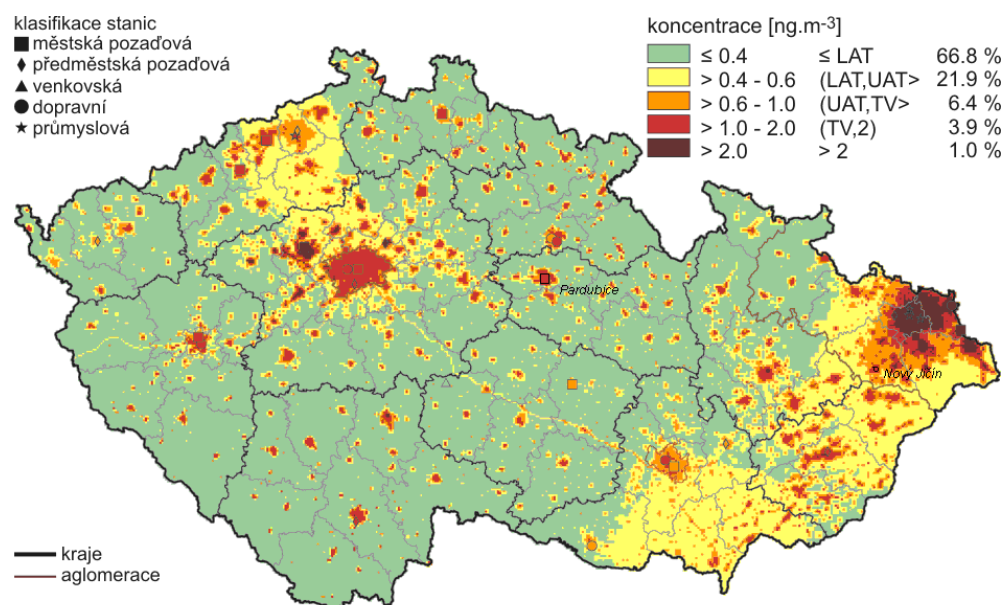 klasifikace stanic
městská pozaďová
předměstská pozaďová
venkovská
dopravní
průmyslová
koncentrace [ng.m-3]
≤ 0.4 ≤ LAT 66.8 %
> 0.4 - 0.6 (LAT,UAT> 21.9 %
> 0.6 - 1.0 (UAT,TV> 6.4 %
> 1.0 - 2.0 (TV,2) 3.9 %
> 2.0 > 2 1.0 %
Pardubice
Nový Jičín
kraje
aglomerace